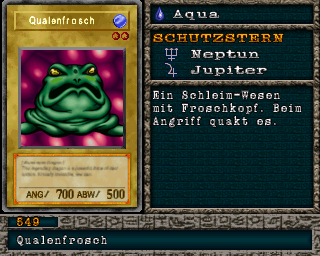 Qualenfrosch
ANG/ 700 ABW/ 500
Aqua
SCHUTZSTERN
Neptun
Jupiter
Ein Schleim-Wesen
mit Froschkopf. Beim
Angriff quakt es.
549
Qualenfrosch